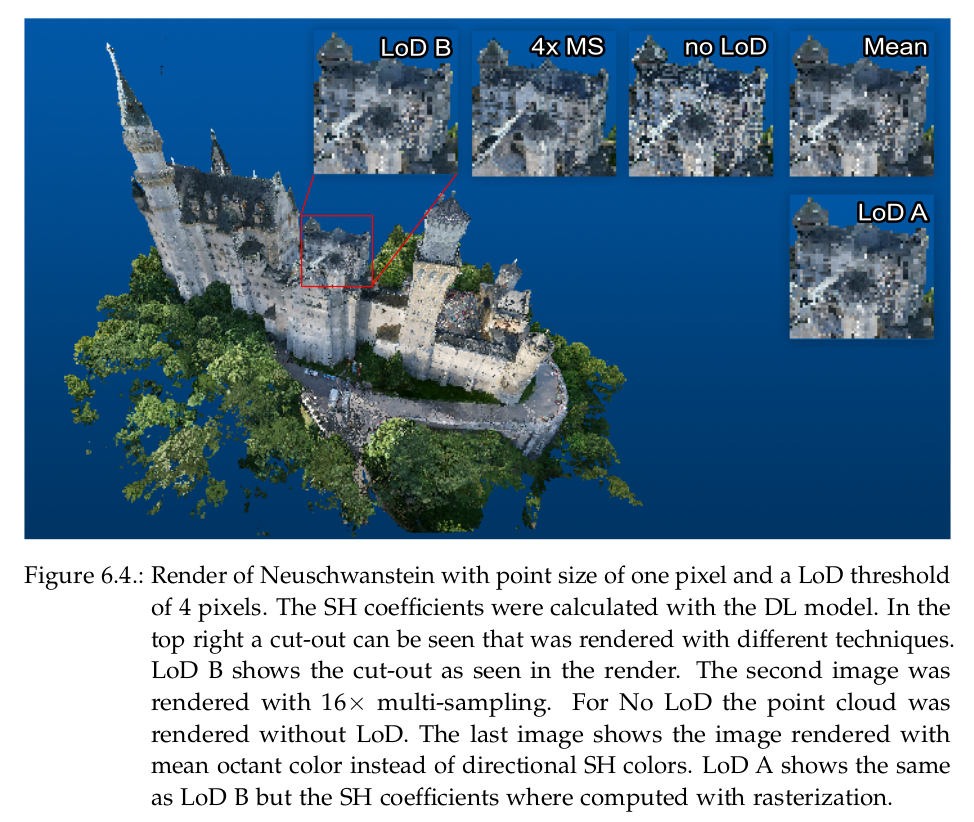 LoD B
4x MS
no LoD
Mean
LoD A
Figure 6.4.: Render of Neuschwanstein with point size of one pixel and a LoD threshold
of 4 pixels. The SH coefficients were calculated with the DL model. In the
top right a cut-out can be seen that was rendered with different techniques.
LoD B shows the cut-out as seen in the render. The second image was
rendered with 16× multi-sampling. For No LoD the point cloud was
rendered without LoD. The last image shows the image rendered with
mean octant color instead of directional SH colors. LoD A shows the same
as LoD B but the SH coefficients where computed with rasterization.